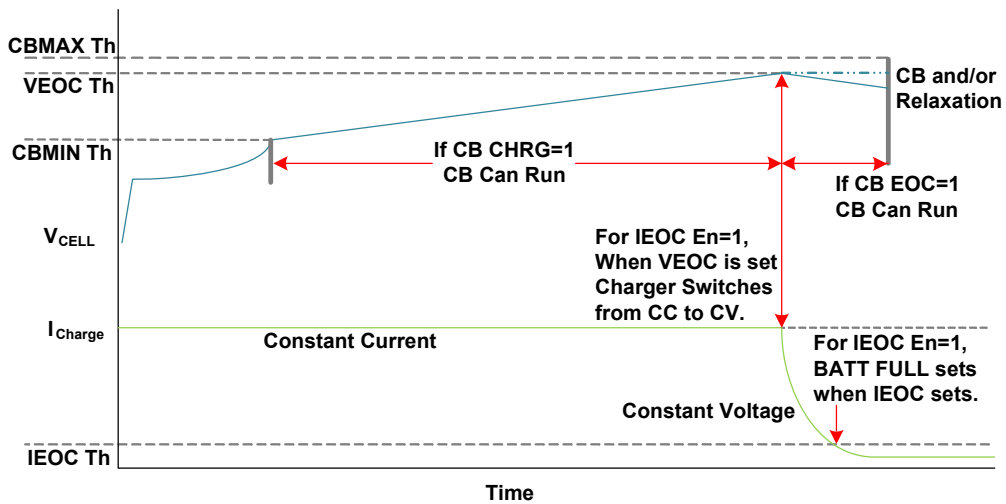 CBMAX Th
VEOC Th
CB and/or
Relaxation
CBMIN Th
If CB CHRG=1
CB Can Run
If CB EOC=1
CB Can Run
VCELL
For IEOC En=1,
When VEOC is set
Charger Switches
from CC to CV.
ICharge
Constant Current
For IEOC En=1,
BATT FULL sets
when IEOC sets.
Constant Voltage
IEOC Th
Time